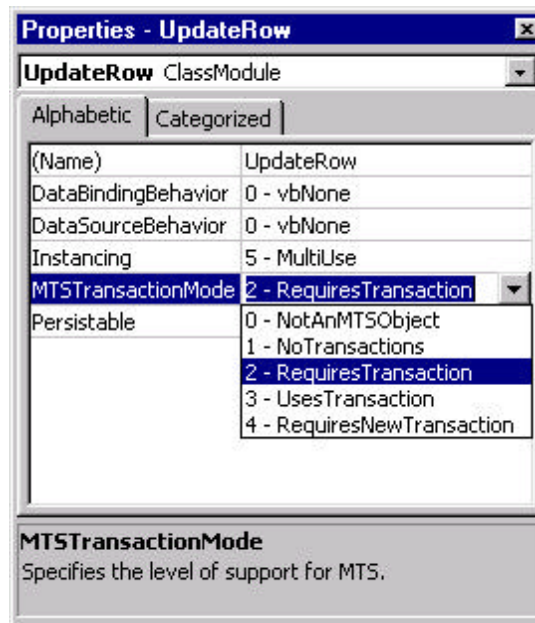 Properties - UpdateRow
UpdateRow ClassModule
Alphabetic Categorized
(Name) UpdateRow
DataBindingBehavior 0 - vbNone
DataSourceBehavior 0 - vbNone
Instancing 5 - MultiUse
MTSTransactionMode 2 - RequiresTransaction
Persistable 0 - NotAnMTSObject
1 - NoTransactions
2 - RequiresTransaction
3 - UsesTransaction
4 - RequiresNewTransaction
MTSTransactionMode
Specifies the level of support for MTS.